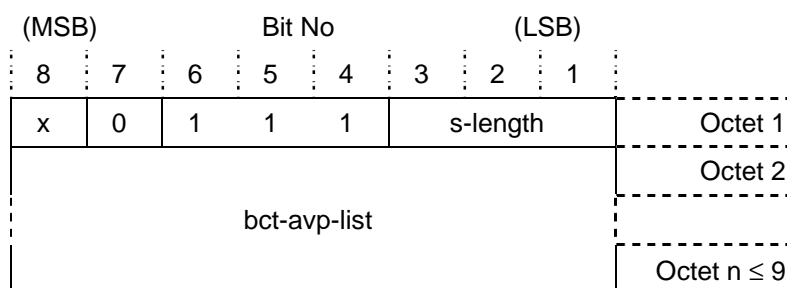 (MSB) Bit No (LSB)
8 7 6 5 4 3 2 1
x 0 1 1 1 s-length Octet 1
Octet 2
bct-avp-list
Octet n ≤ 9